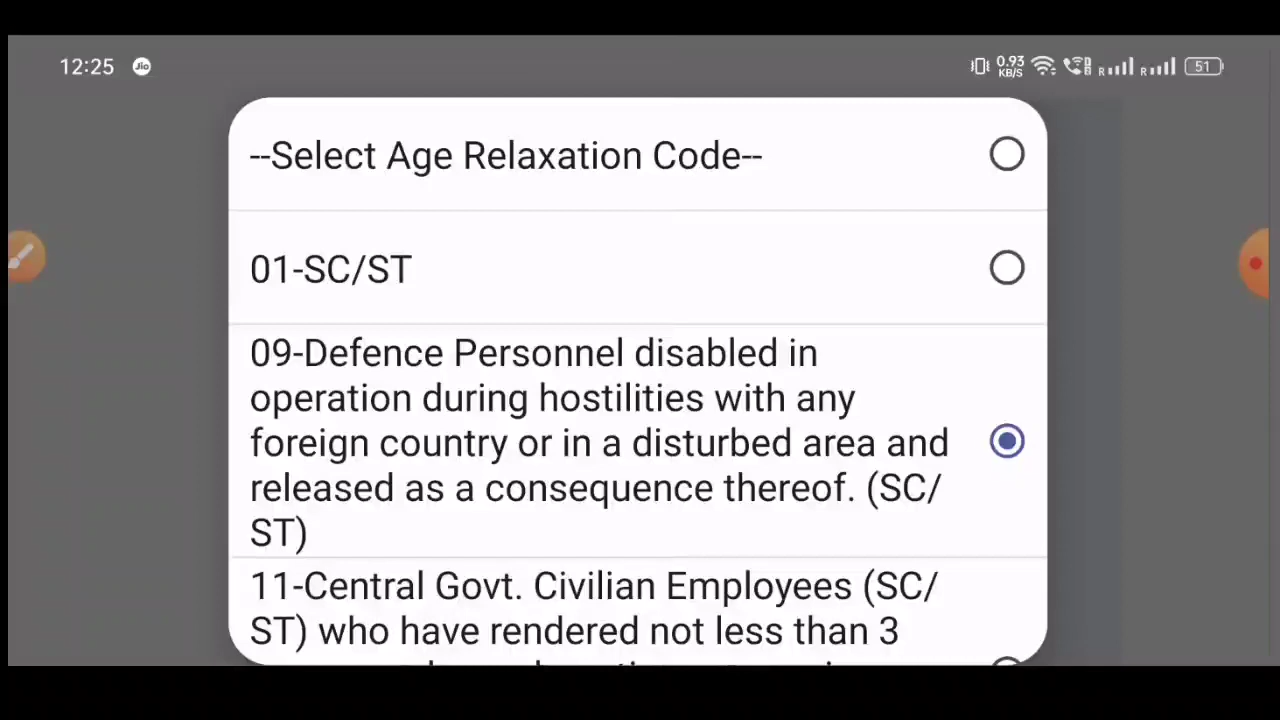 12:25 Jio 0.93 KB/S R R 51
--Select Age Relaxation Code--
01-SC/ST
09-Defence Personnel disabled in
operation during hostilities with any
foreign country or in a disturbed area and
released as a consequence thereof. (SC/
ST)
11-Central Govt. Civilian Employees (SC/
ST) who have rendered not less than 3